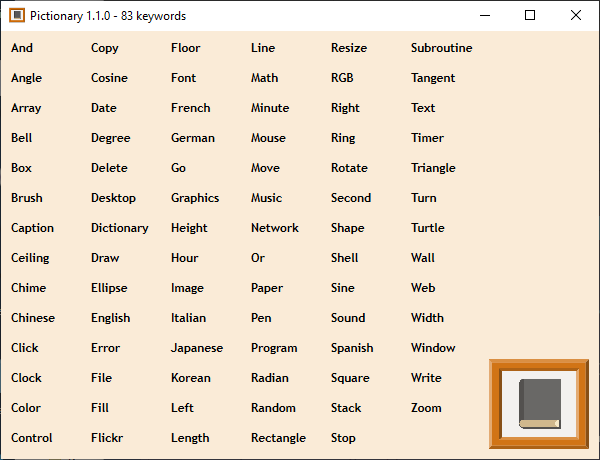 Pictionary 1.1.0 - 83 keywords
And Copy Floor Line Resize Subroutine
Angle Cosine Font Math RGB Tangent
Array Date French Minute Right Text
Bell Degree German Mouse Ring Timer
Box Delete Go Move Rotate Triangle
Brush Desktop Graphics Music Second Turn
Caption Dictionary Height Network Shape Turtle
Ceiling Draw Hour Or Shell Wall
Chime Ellipse Image Paper Sine Web
Chinese English Italian Pen Sound Width
Click Error Japanese Program Spanish Window
Clock File Korean Radian Square Write
Color Fill Left Random Stack Zoom
Control Flickr Length Rectangle Stop